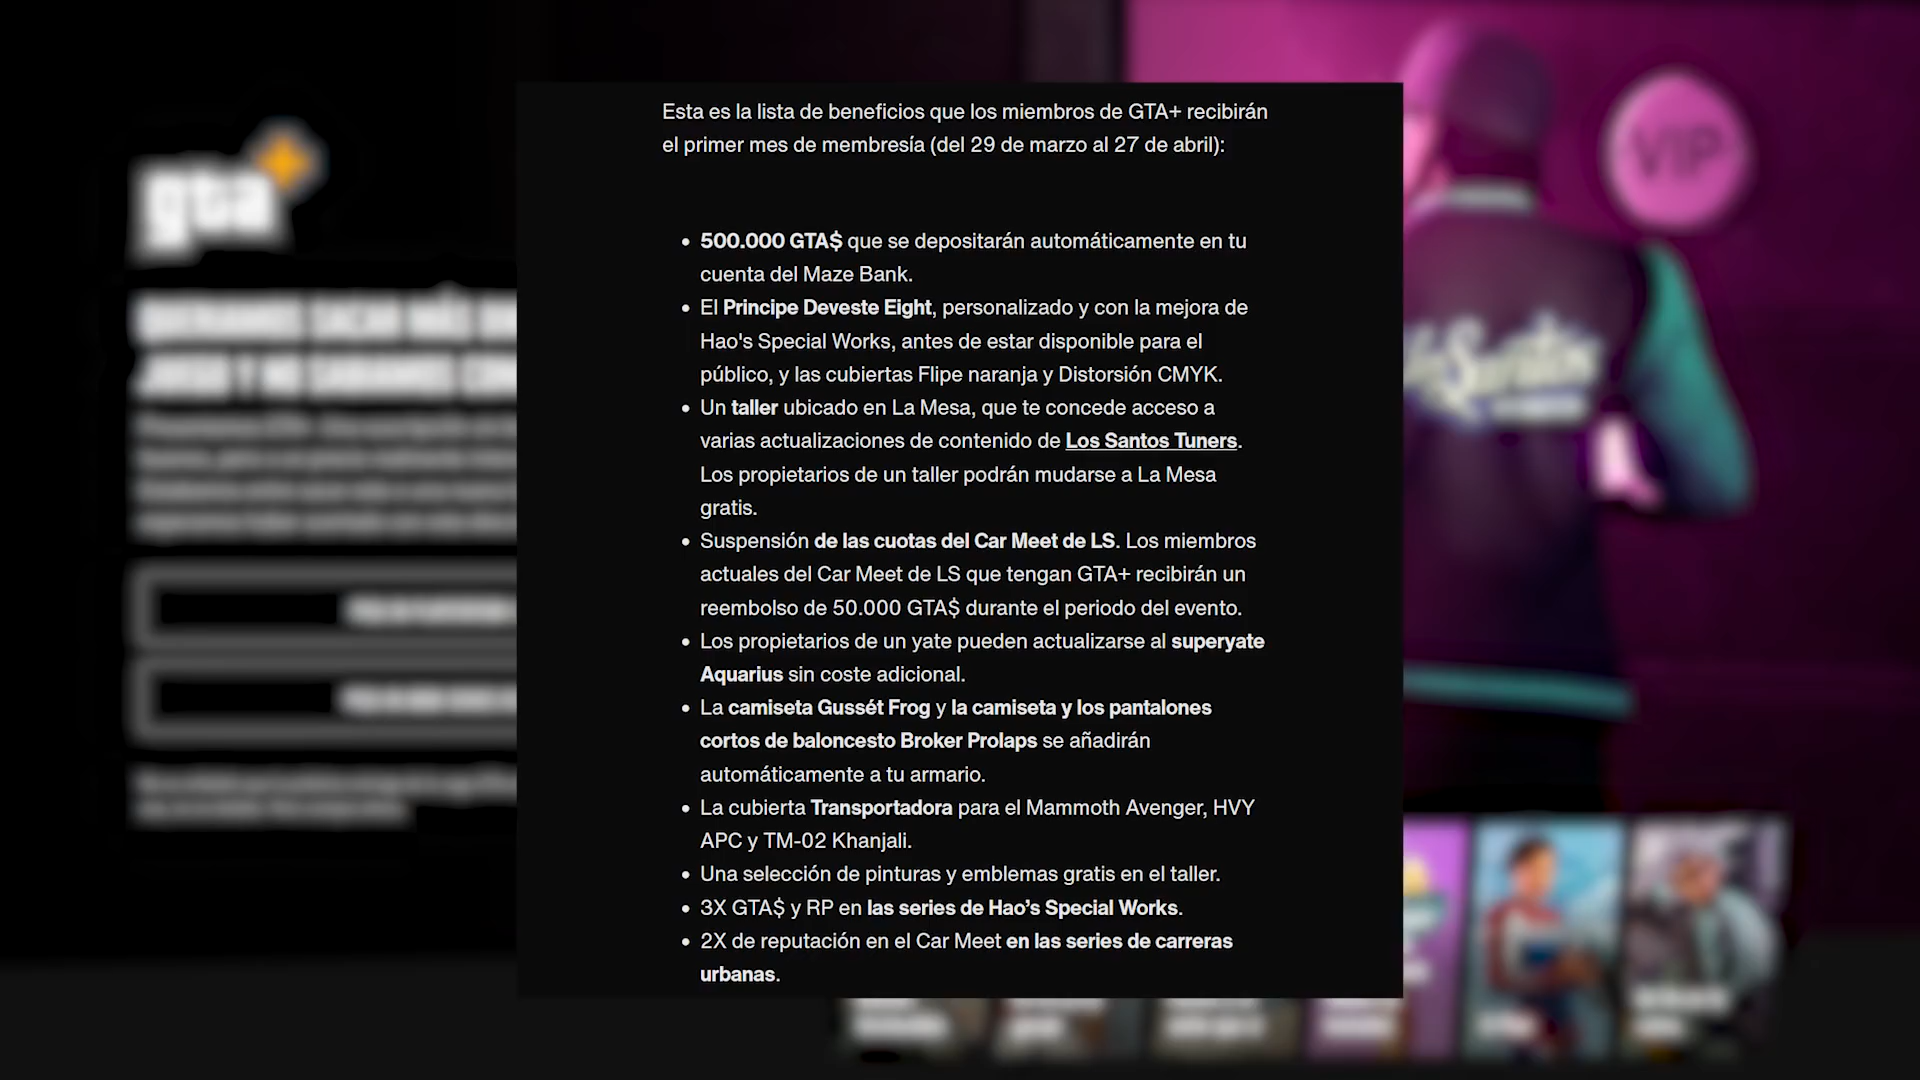 Esta es la lista de beneficios que los miembros de GTA+ recibirán
el primer mes de membresía (del 29 de marzo al 27 de abril):
• 500.000 GTA$ que se depositarán automáticamente en tu
cuenta del Maze Bank.
• El Principe Deveste Eight, personalizado y con la mejora de
Hao's Special Works, antes de estar disponible para el
público, y las cubiertas Flipe naranja y Distorsión CMYK.
• Un taller ubicado en La Mesa, que te concede acceso a
varias actualizaciones de contenido de Los Santos Tuners.
Los propietarios de un taller podrán mudarse a La Mesa
gratis.
• Suspensión de las cuotas del Car Meet de LS. Los miembros
actuales del Car Meet de LS que tengan GTA+ recibirán un
reembolso de 50.000 GTA$ durante el periodo del evento.
• Los propietarios de un yate pueden actualizarse al superyate
Aquarius sin coste adicional.
• La camiseta Gussét Frog y la camiseta y los pantalones
cortos de baloncesto Broker Prolaps se añadirán
automáticamente a tu armario.
• La cubierta Transportadora para el Mammoth Avenger, HVY
APC y TM-02 Khanjali.
• Una selección de pinturas y emblemas gratis en el taller.
• 3X GTA$ y RP en las series de Hao’s Special Works.
• 2X de reputación en el Car Meet en las series de carreras
urbanas.
gta
QUERIAMOS SACAR MÁS
JUEGO Y NO SABIAMOS
VIP
Santos